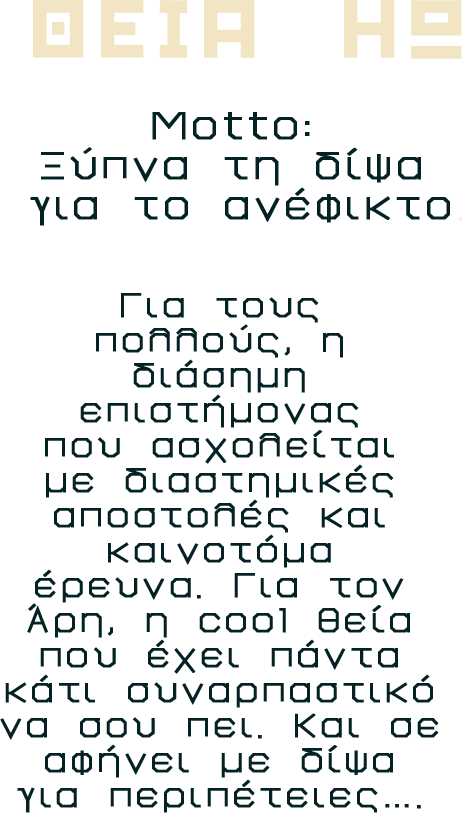 ΘΕΙΑ ΗΩ
Motto:
Ξύπνα τη δίψα
για το ανέφικτο
Για τους
πολλούς, η
διάσημη
επιστήμονας
που ασχολείται
με διαστημικές
αποστολές και
καινοτόμα
έρευνα. Για τον
Άρη, η cool θεία
που έχει πάντα
κάτι συναρπαστικό
να σου πει. Και σε
αφήνει με δίψα
για περιπέτειες….